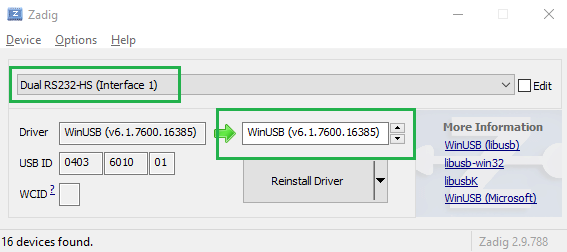 Zadig
Device Options Help
Dual RS232-HS (Interface 1)
Edit
Driver WinUSB (v6.1.7600.16385) WinUSB (v6.1.7600.16385)
USB ID 0403 6010 01
WCID ?
Reinstall Driver
More Information
WinUSB (libusb)
libusb-win32
libusbK
WinUSB (Microsoft)
16 devices found.
Zadig 2.9.788